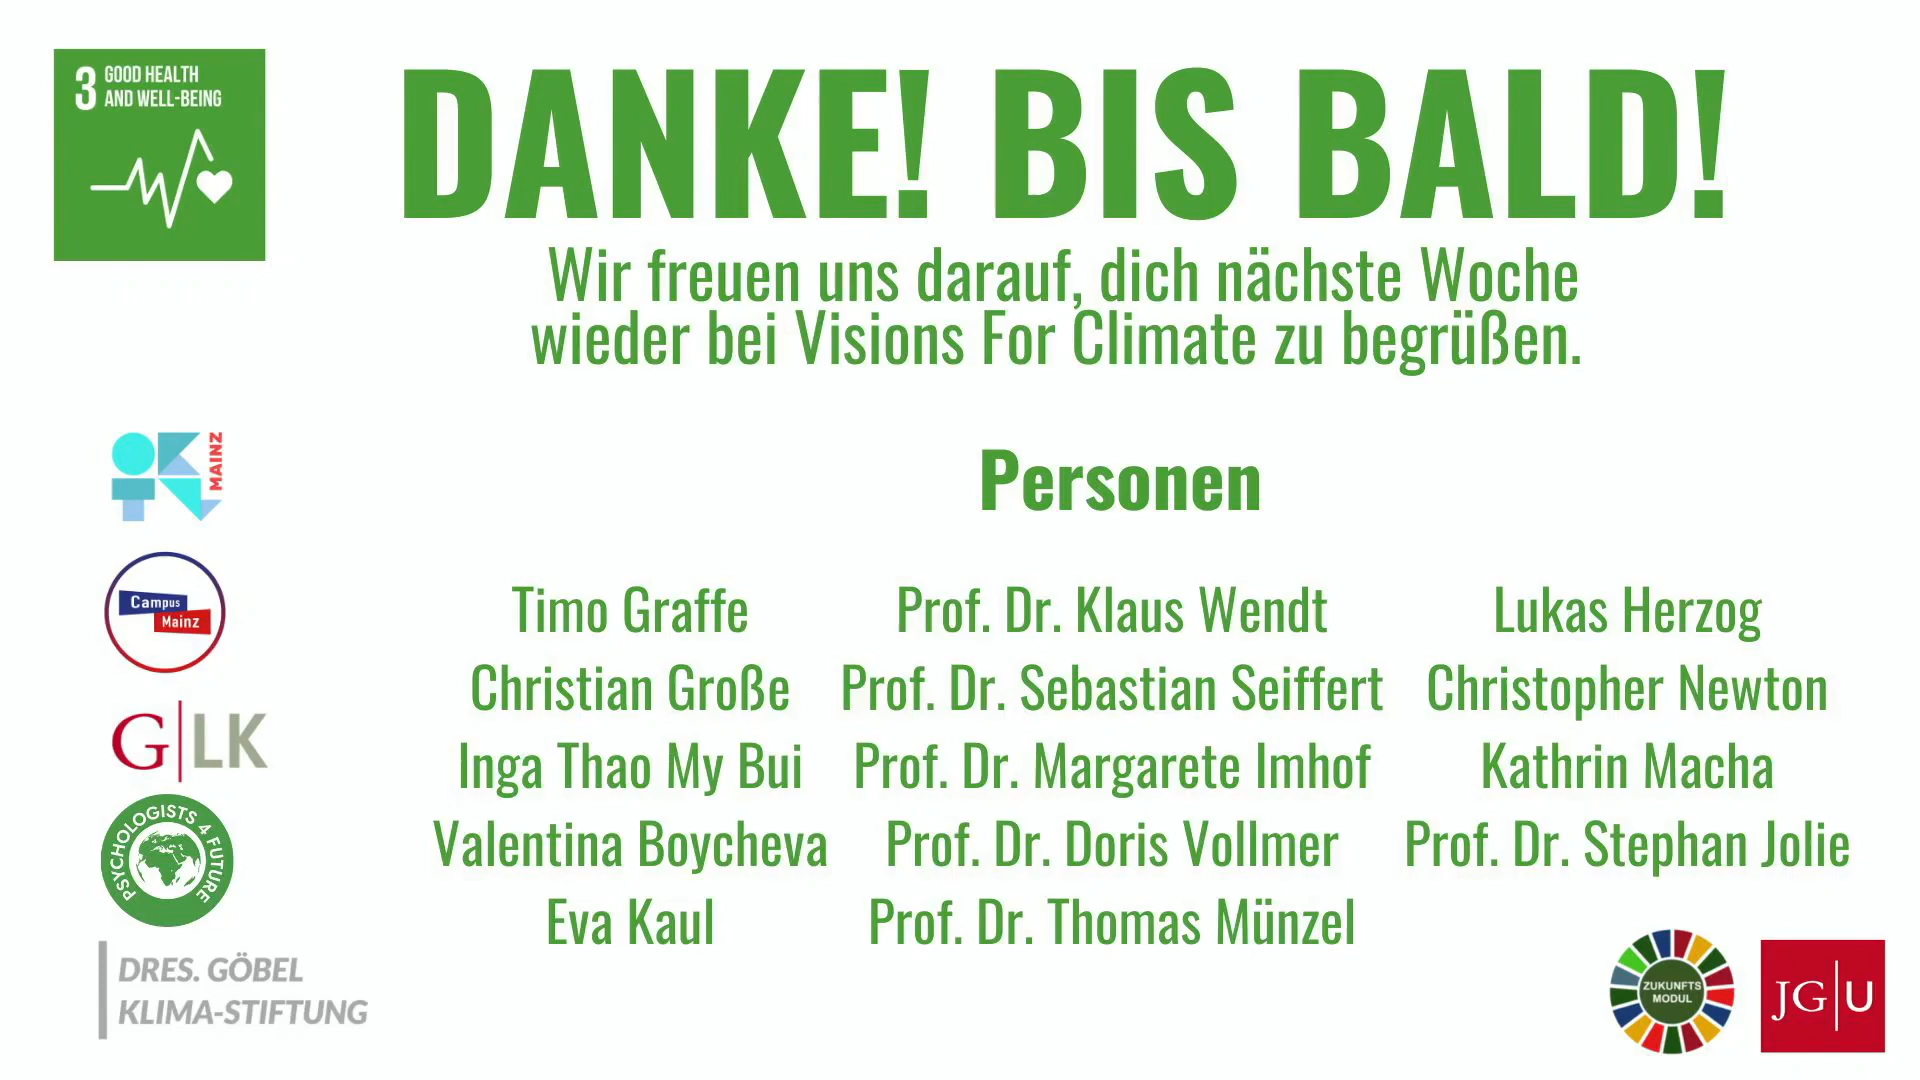 3 GOOD HEALTH
AND WELL-BEING
DANKE! BIS BALD!
Wir freuen uns darauf, dich nächste Woche
wieder bei Visions For Climate zu begrüßen.
Personen
Timo Graffe
Christian Große
Inga Thao My Bui
Valentina Boycheva
Eva Kaul
Prof. Dr. Klaus Wendt
Prof. Dr. Sebastian Seiffert
Prof. Dr. Margarete Imhof
Prof. Dr. Doris Vollmer
Prof. Dr. Thomas Münzel
Lukas Herzog
Christopher Newton
Kathrin Macha
Prof. Dr. Stephan Jolie
OK TV
MAINZ
Campus
Mainz
G|LK
PSYCHOLOGISTS 4 FUTURE
DRES. GÖBEL
KLIMA-STIFTUNG
ZUKUNFTS
MODUL
JG|U